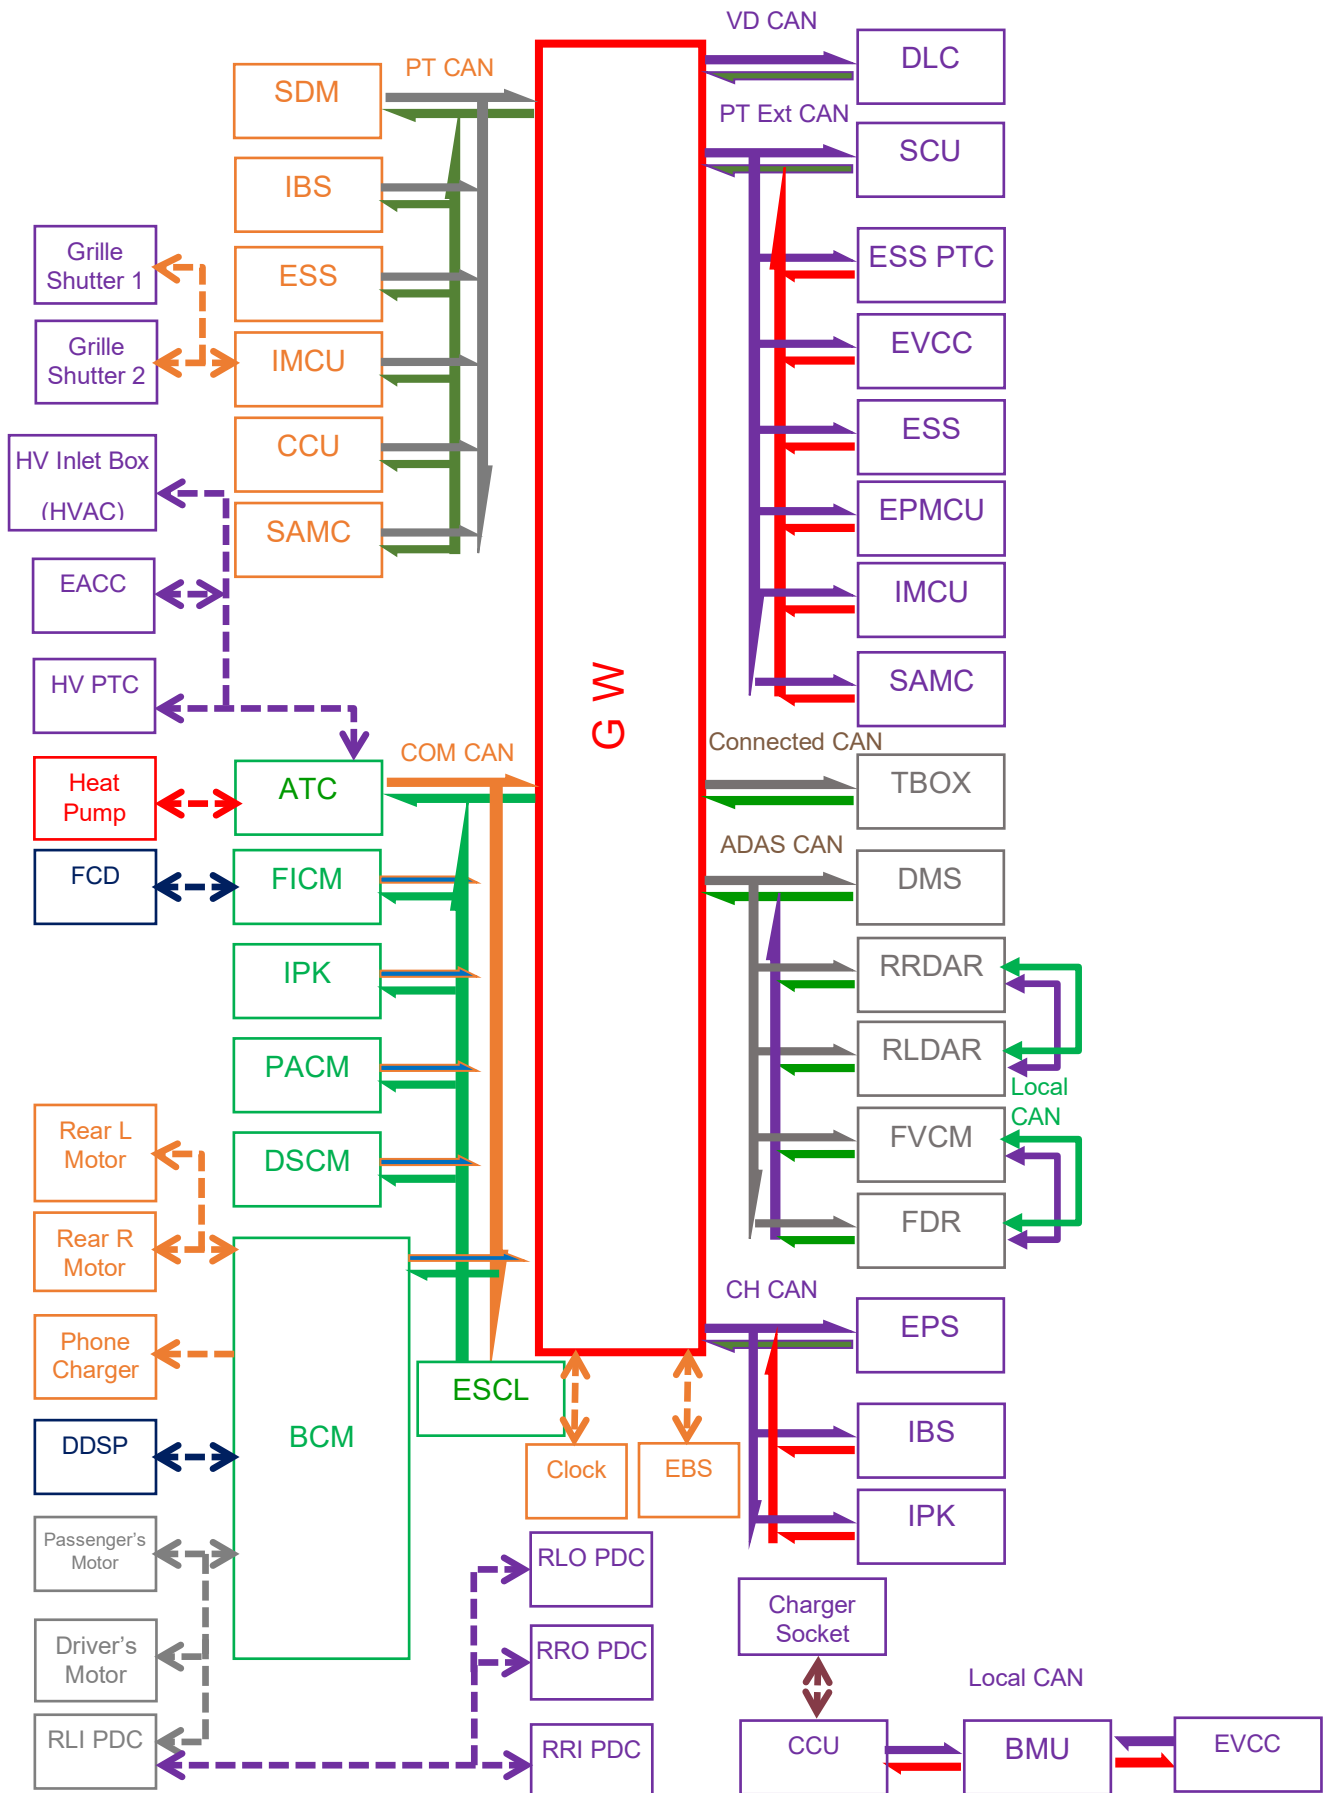 VD CAN
DLC
PT CAN
SDM
PT Ext CAN
SCU
IBS
Grille
Shutter 1
ESS
ESS PTC
Grille
Shutter 2
IMCU
EVCC
CCU
ESS
HV Inlet Box
(HVAC)
SAMC
EPMCU
EACC
IMCU
HV PTC
SAMC
G W
Connected CAN
COM CAN
Heat
Pump
ATC
TBOX
ADAS CAN
FCD
FICM
DMS
IPK
RRDAR
PACM
RLDAR
Local
CAN
Rear L
Motor
DSCM
FVCM
Rear R
Motor
FDR
CH CAN
Phone
Charger
EPS
ESCL
BCM
DDSP
IBS
Clock
EBS
IPK
Passenger's
Motor
RLO PDC
Charger
Socket
Driver's
Motor
RRO PDC
Local CAN
RLI PDC
RRI PDC
CCU
BMU
EVCC